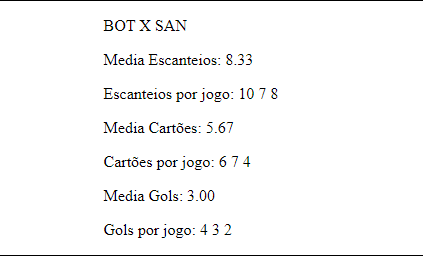 BOT X SAN
Media Escanteios: 8.33
Escanteios por jogo: 10 7 8
Media Cartões: 5.67
Cartões por jogo: 6 7 4
Media Gols: 3.00
Gols por jogo: 4 3 2